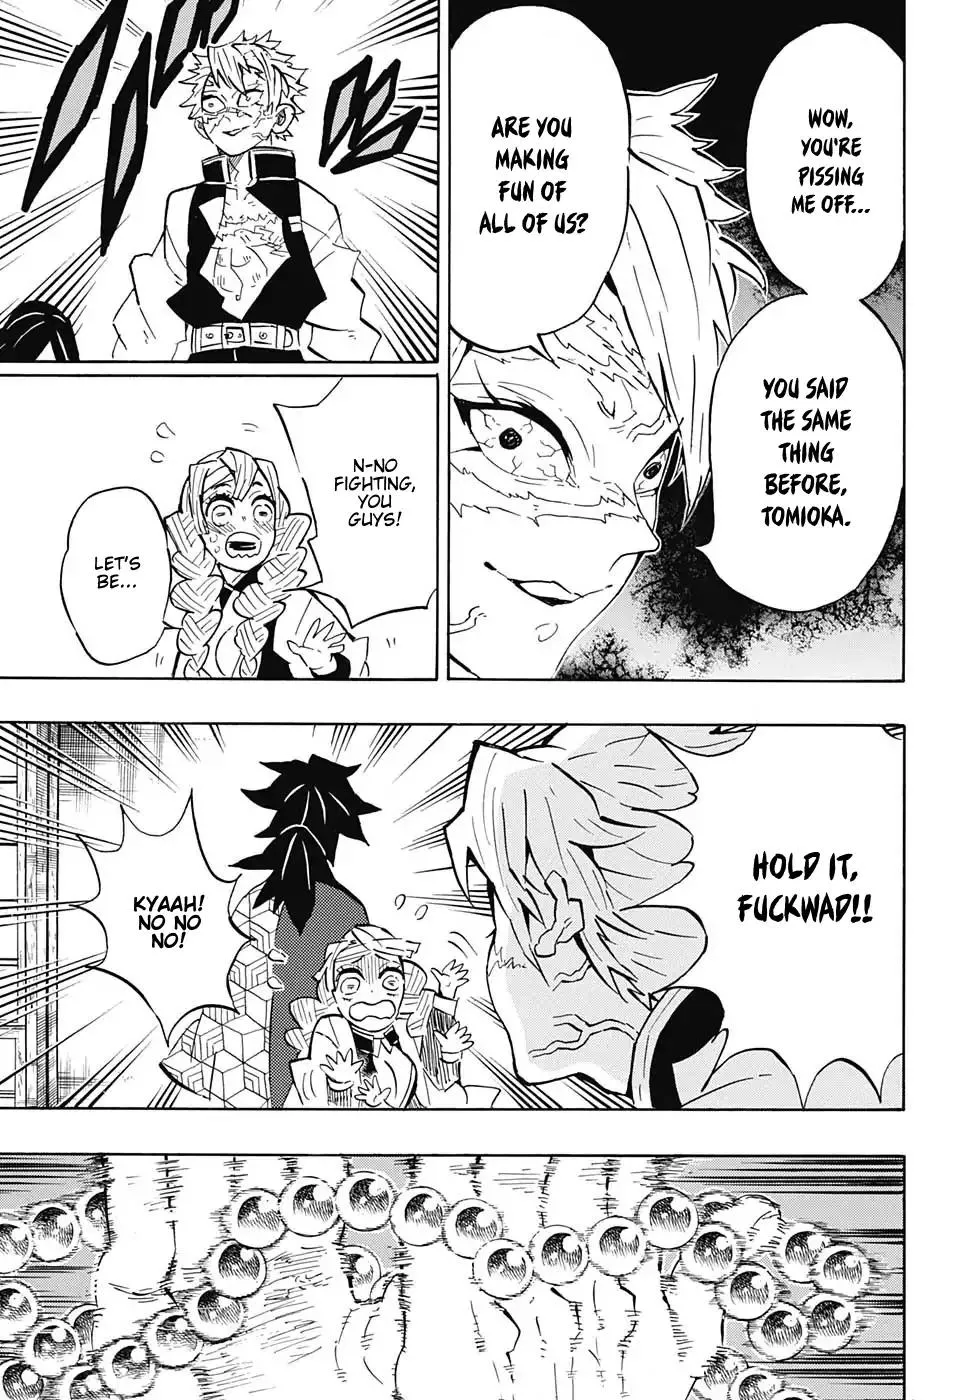 WOW,
YOU'RE
PISSING
ME OFF...
YOU SAID
THE SAME
THING
BEFORE,
TOMIOKA.
ARE YOU
MAKING
FUN OF
ALL OF US?
N-NO
FIGHTING,
YOU
GUYS!
LET'S
BE...
HOLD IT,
FUCKWAD!!
KYAAH!
NO NO
NO!